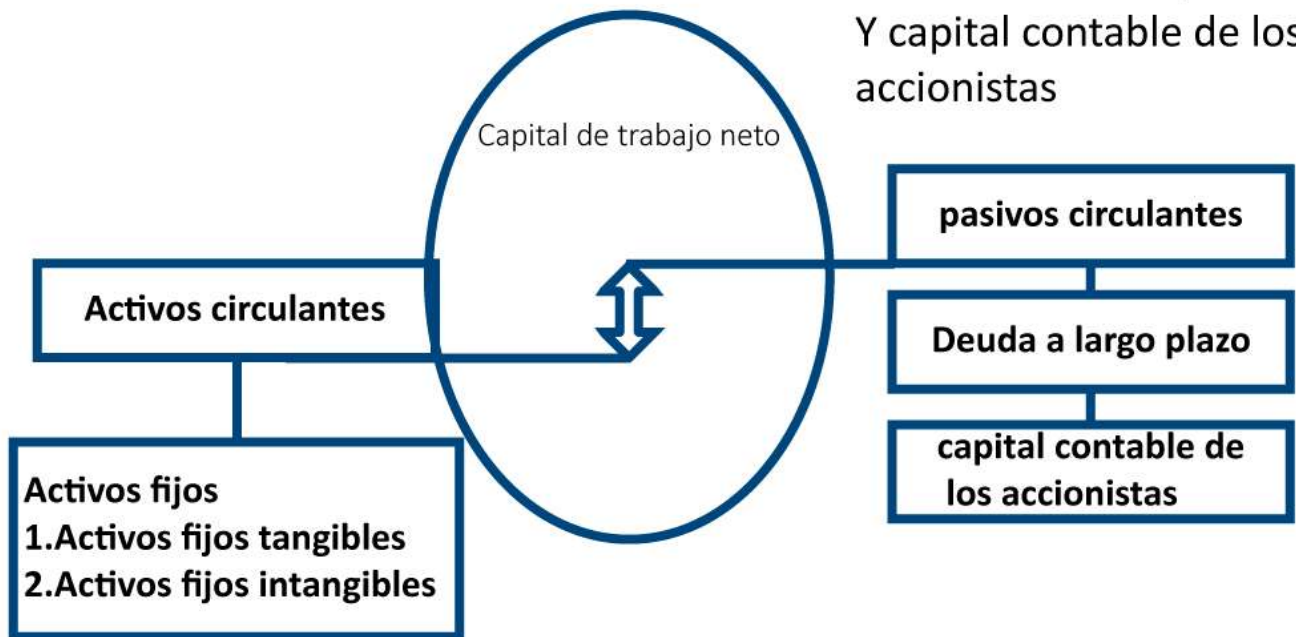 Y capital contable de los
accionistas
Capital de trabajo neto
pasivos circulantes
Activos circulantes
Deuda a largo plazo
capital contable de
los accionistas
Activos fijos
1.Activos fijos tangibles
2.Activos fijos intangibles